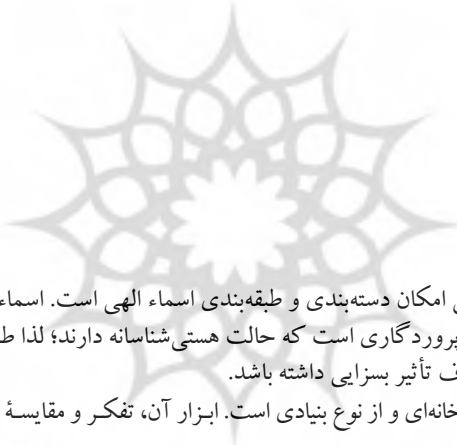 امکان دسته‌بندی و طبقه‌بندی اسماء الهی است. اسماء
پروردگاری است که حالت هستی‌شناسانه دارند؛ لذا
تأثیر بسزایی داشته باشد.
خانه‌ای و از نوع بنیادی است. ابـزار آن، تفکـر و مقایسـۀ